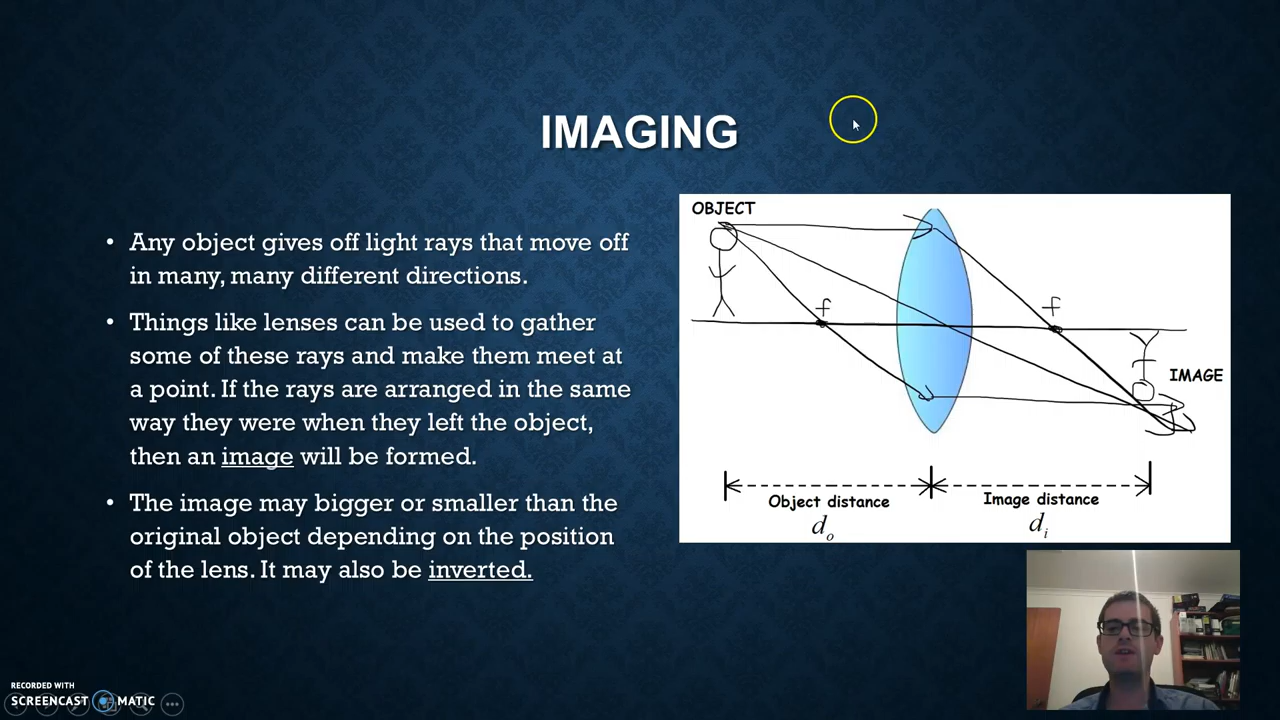 IMAGING
• Any object gives off light rays that move off
in many, many different directions.
• Things like lenses can be used to gather
some of these rays and make them meet at
a point. If the rays are arranged in the same
way they were when they left the object,
then an image will be formed.
• The image may bigger or smaller than the
original object depending on the position
of the lens. It may also be inverted.
OBJECT
f
f
IMAGE
Object distance
d_o
Image distance
d_i
RECORDED WITH
SCREENCAST MATIC